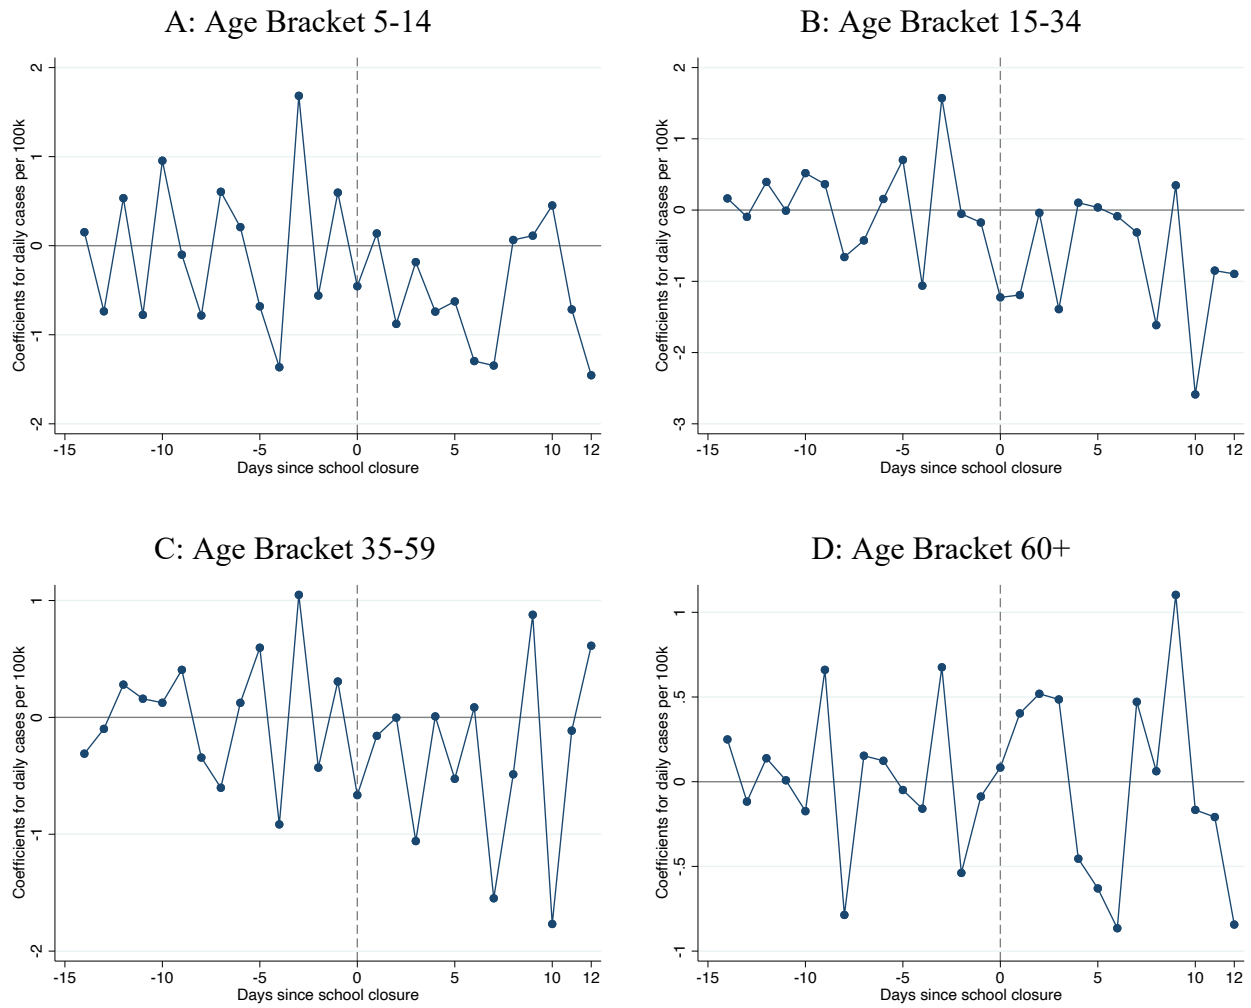 A: Age Bracket 5-14
Coefficients for daily cases per 100k
2
1
0
-1
-2
-15 -10 -5 0 5 10 12
Days since school closure
B: Age Bracket 15-34
Coefficients for daily cases per 100k
2
1
0
-1
-2
-3
-15 -10 -5 0 5 10 12
Days since school closure
C: Age Bracket 35-59
Coefficients for daily cases per 100k
1
0
-1
-2
-15 -10 -5 0 5 10 12
Days since school closure
D: Age Bracket 60+
Coefficients for daily cases per 100k
1
.5
0
-.5
-1
-15 -10 -5 0 5 10 12
Days since school closure